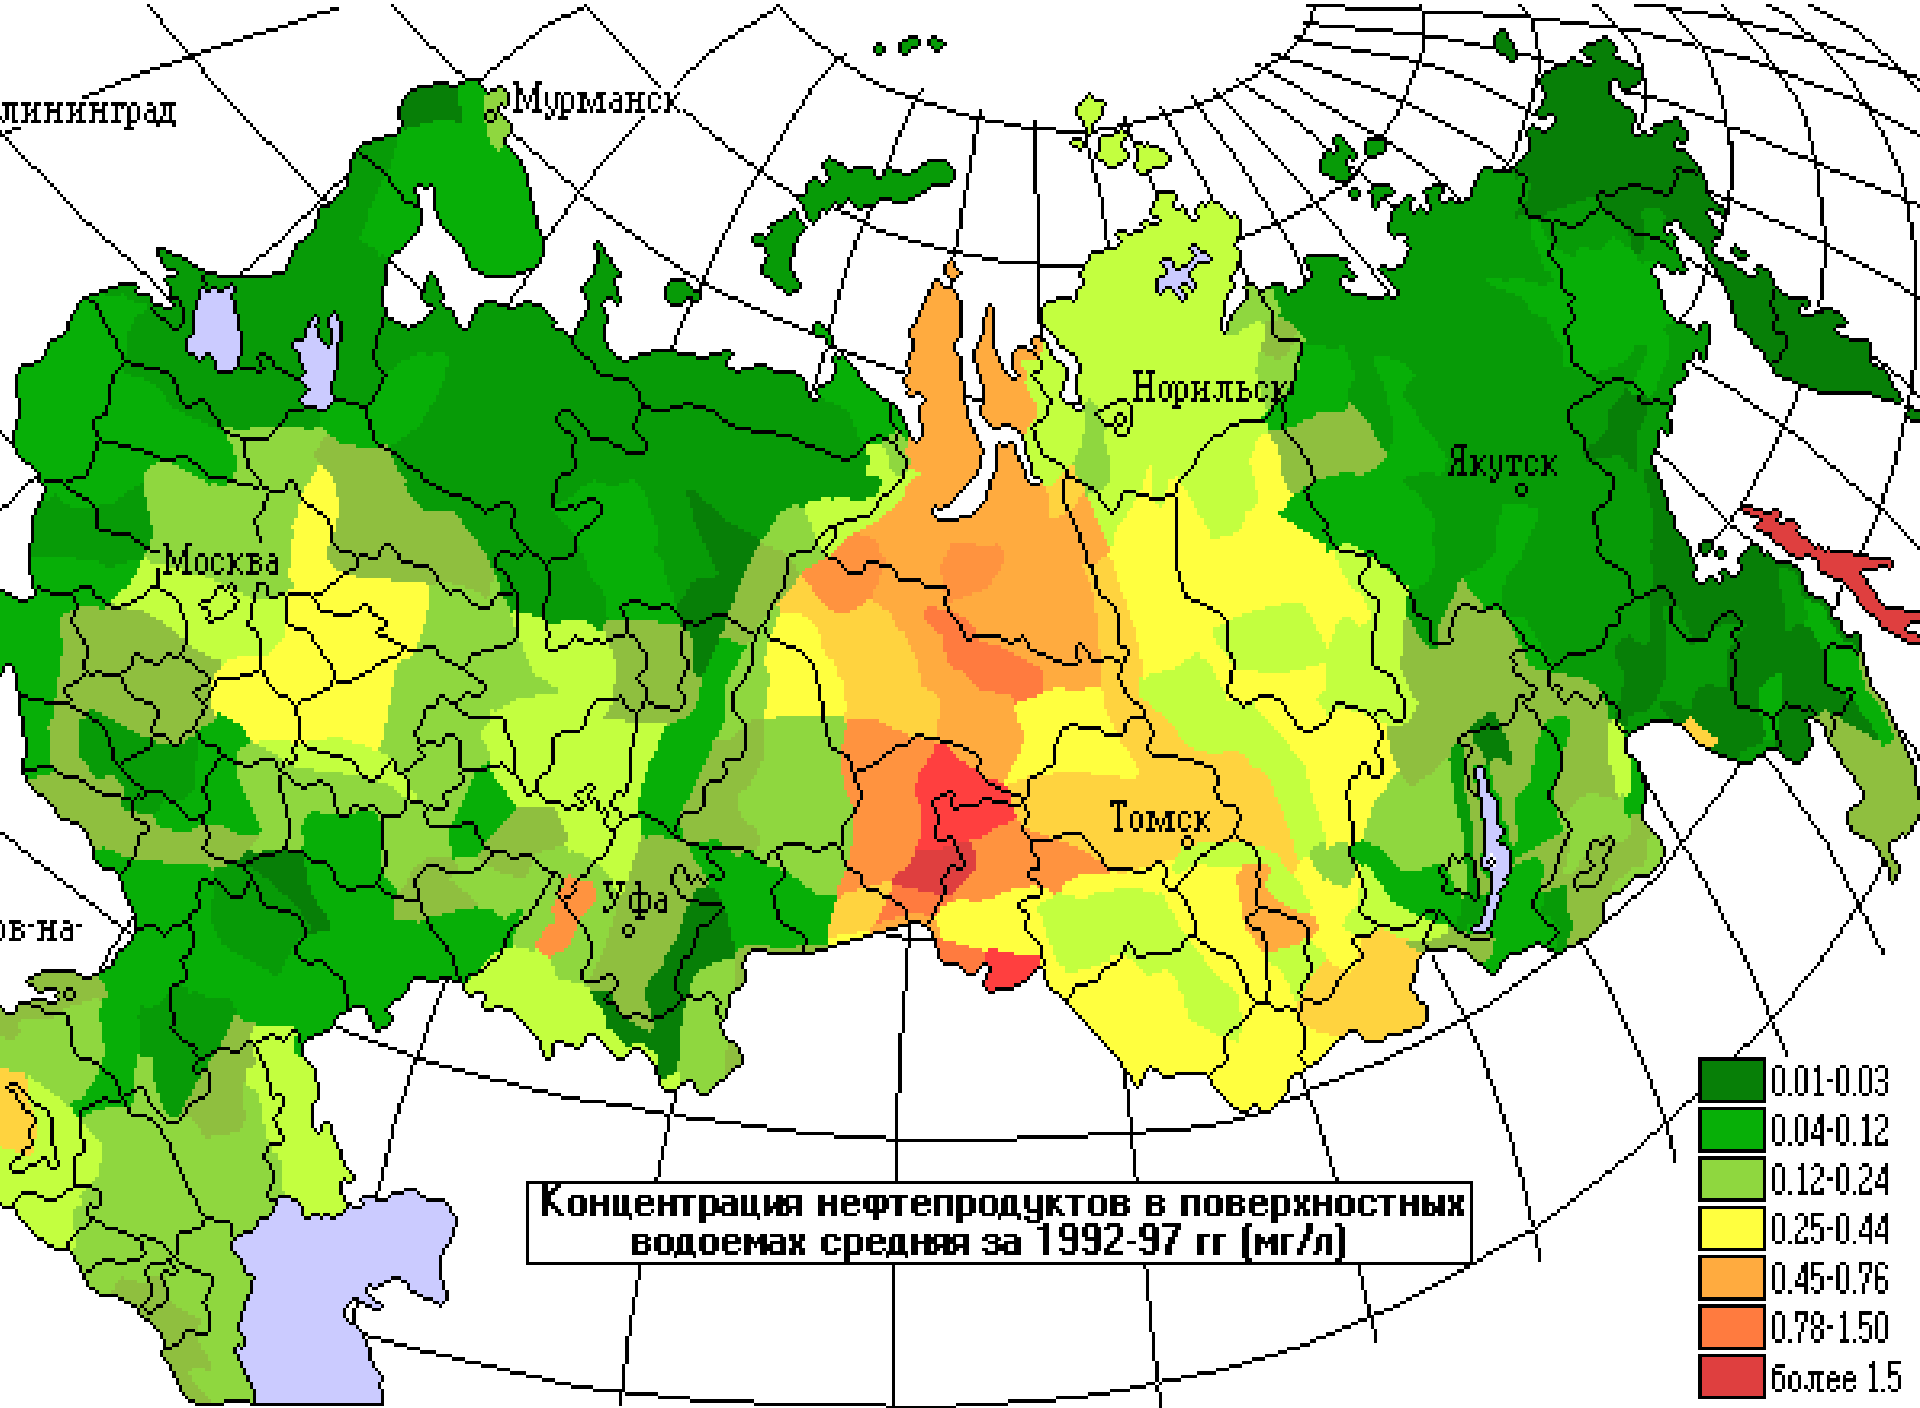 лининград
Мурманск
Норильск
Якутск
Москва
Томск
Уфа
ов-на-
0.01-0.03
0.04-0.12
0.12-0.24
Концентрация нефтепродуктов в поверхностных
водоемах средняя за 1992-97 гг (мг/л)
0.25-0.44
0.45-0.76
0.78-1.50
более 1.5